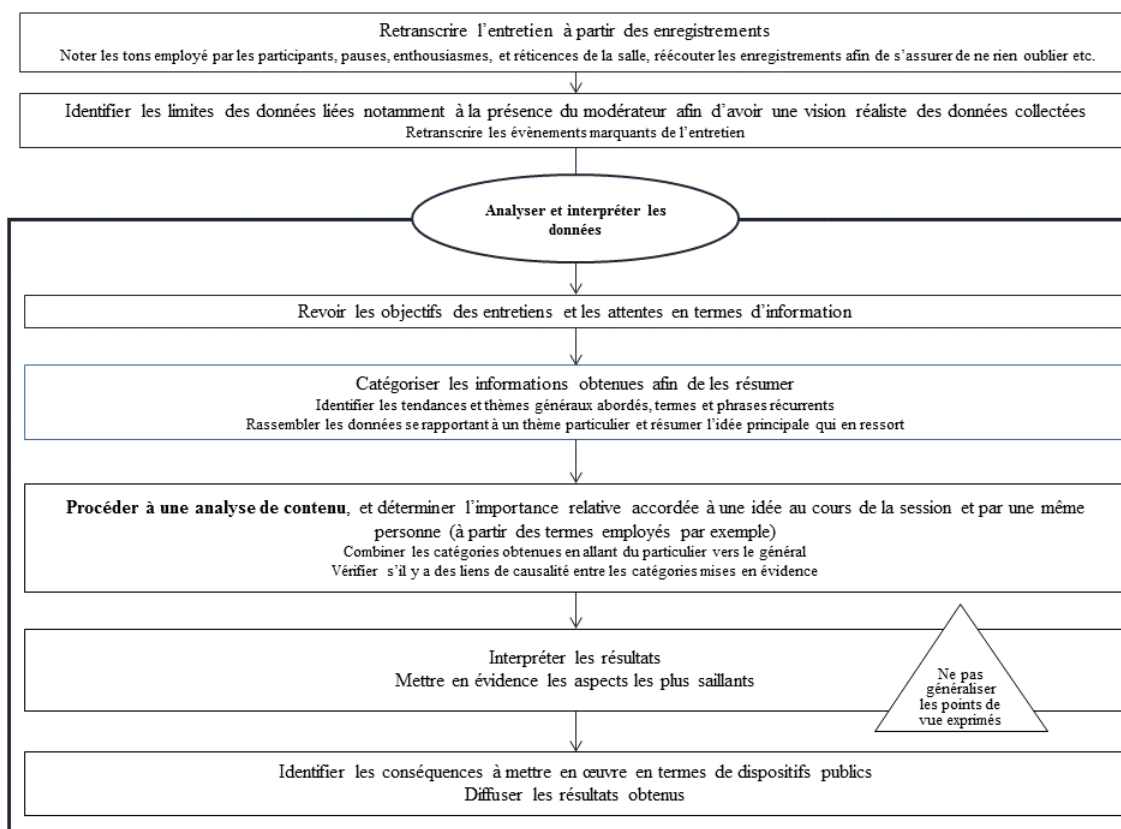 Retranscrire l'entretien à partir des enregistrements
Noter les tons employé par les participants, pauses, enthousiasmes, et réticences de la salle, réécouter les enregistrements afin de s'assurer de ne rien oublier etc.
Identifier les limites des données liées notamment à la présence du modérateur afin d'avoir une vision réaliste des données collectées
Retranscrire les évènements marquants de l'entretien
Analyser et interpréter les
données
Revoir les objectifs des entretiens et les attentes en termes d'information
Catégoriser les informations obtenues afin de les résumer
Identifier les tendances et thèmes généraux abordés, termes et phrases récurrents
Rassembler les données se rapportant à un thème particulier et résumer l'idée principale qui en ressort
Procéder à une analyse de contenu, et déterminer l'importance relative accordée à une idée au cours de la session et par une même
personne (à partir des termes employés par exemple)
Combiner les catégories obtenues en allant du particulier vers le général
Vérifier s'il y a des liens de causalité entre les catégories mises en évidence
Interpréter les résultats
Mettre en évidence les aspects les plus saillants
Ne pas
généraliser
les points de
vue exprimés
Identifier les conséquences à mettre en œuvre en termes de dispositifs publics
Diffuser les résultats obtenus